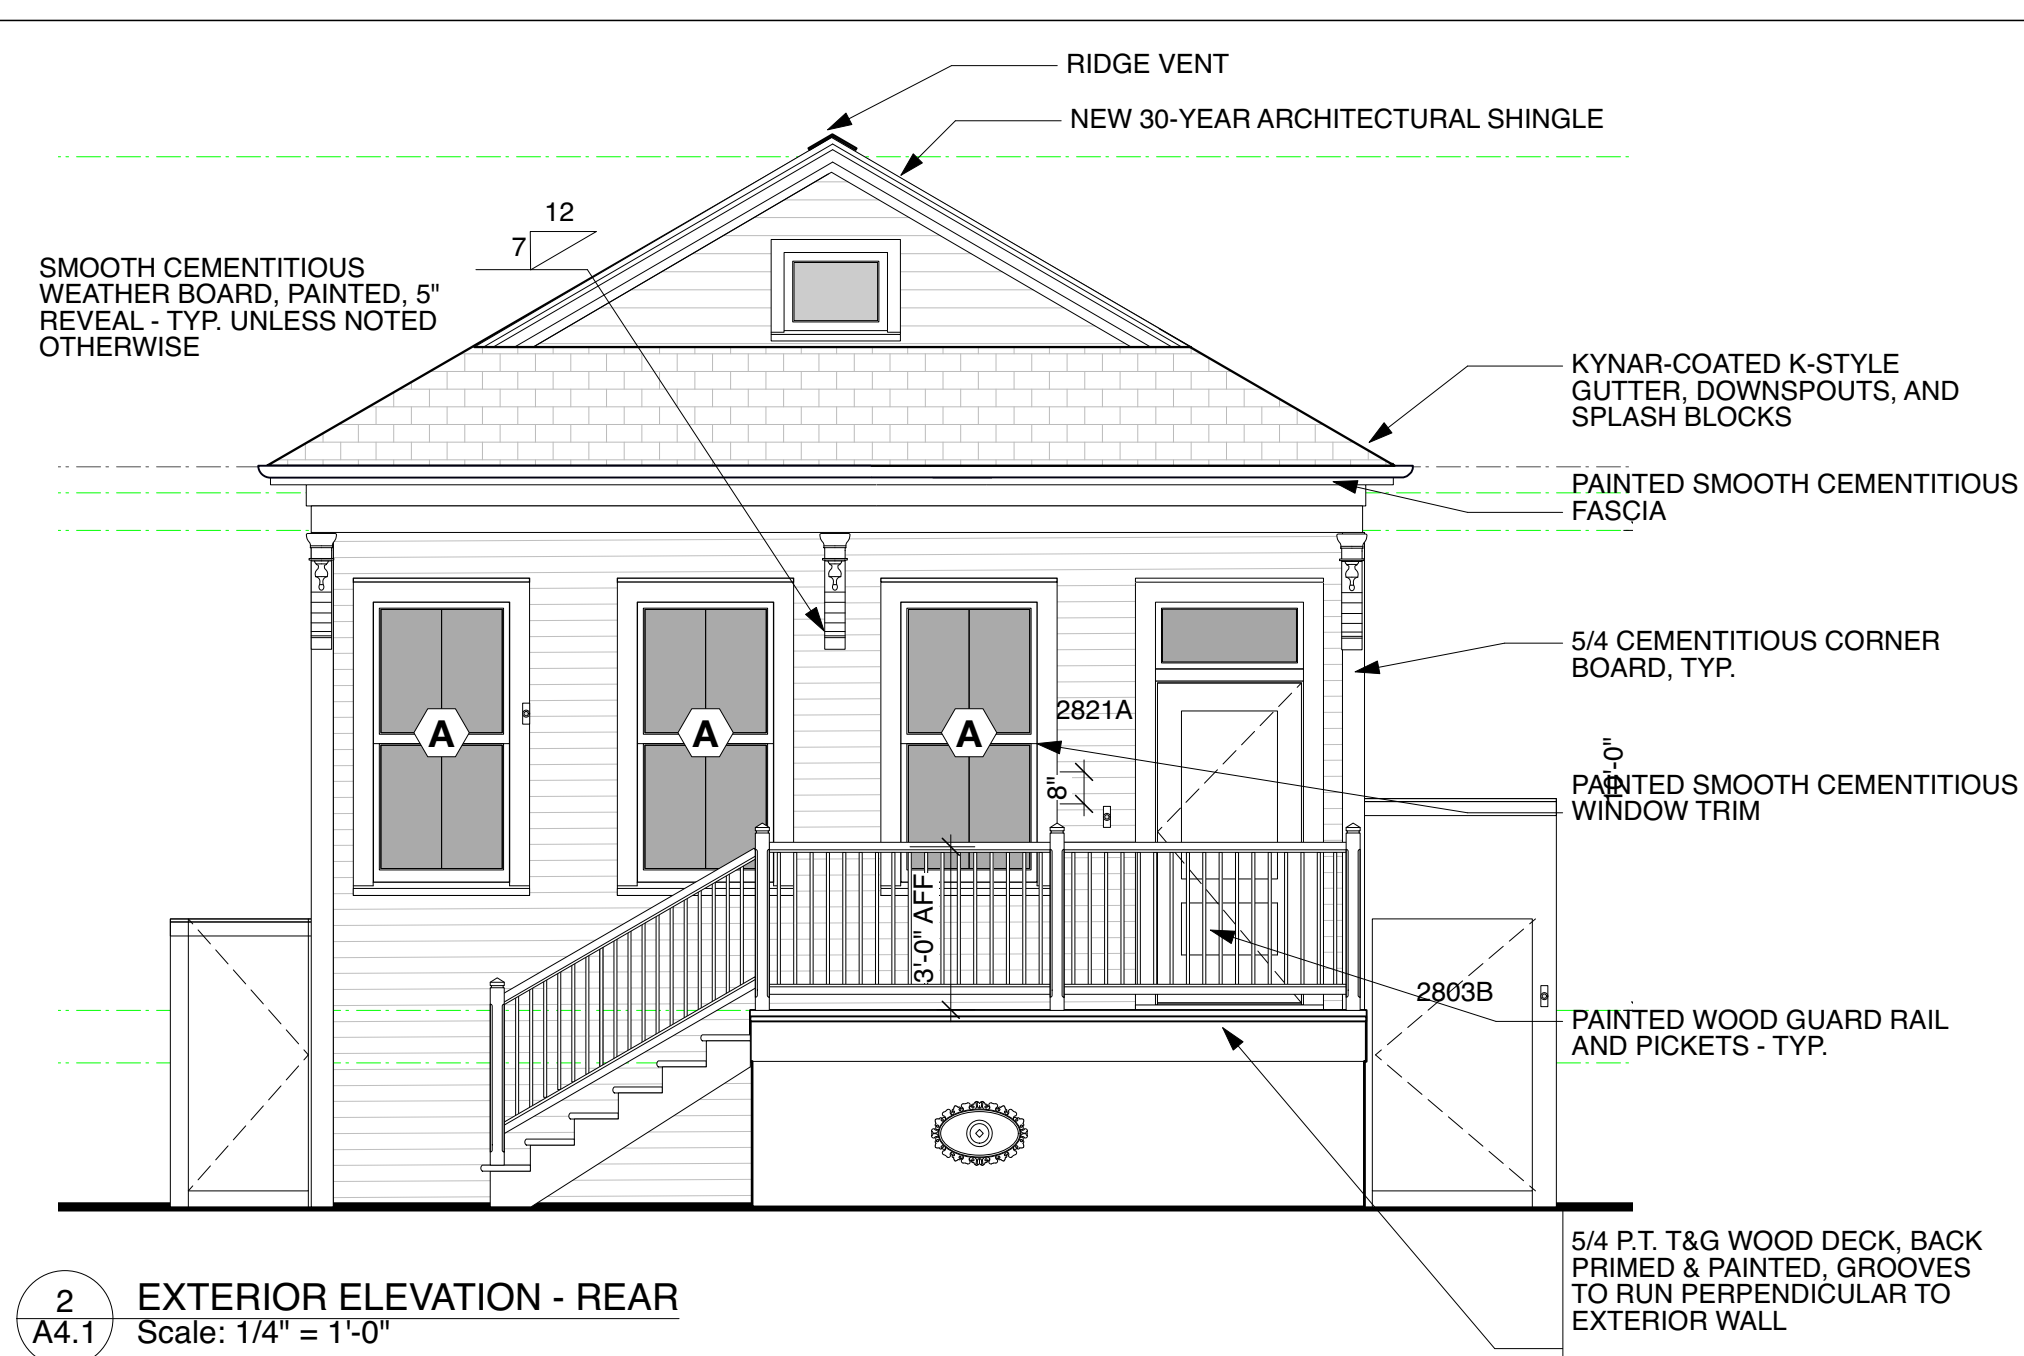 RIDGE VENT
NEW 30-YEAR ARCHITECTURAL SHINGLE
12
7
SMOOTH CEMENTITIOUS
WEATHER BOARD, PAINTED, 5"
REVEAL - TYP. UNLESS NOTED
OTHERWISE
KYNAR-COATED K-STYLE
GUTTER, DOWNSPOUTS, AND
SPLASH BLOCKS
PAINTED SMOOTH CEMENTITIOUS
FASCIA
5/4 CEMENTITIOUS CORNER
BOARD, TYP.
A
A
A
2821A
8"
PAINTED SMOOTH CEMENTITIOUS
WINDOW TRIM
3'-0" AFF
2803B
PAINTED WOOD GUARD RAIL
AND PICKETS - TYP.
5/4 P.T. T&G WOOD DECK, BACK
PRIMED & PAINTED, GROOVES
TO RUN PERPENDICULAR TO
EXTERIOR WALL
2
A4.1
EXTERIOR ELEVATION - REAR
Scale: 1/4" = 1'-0"